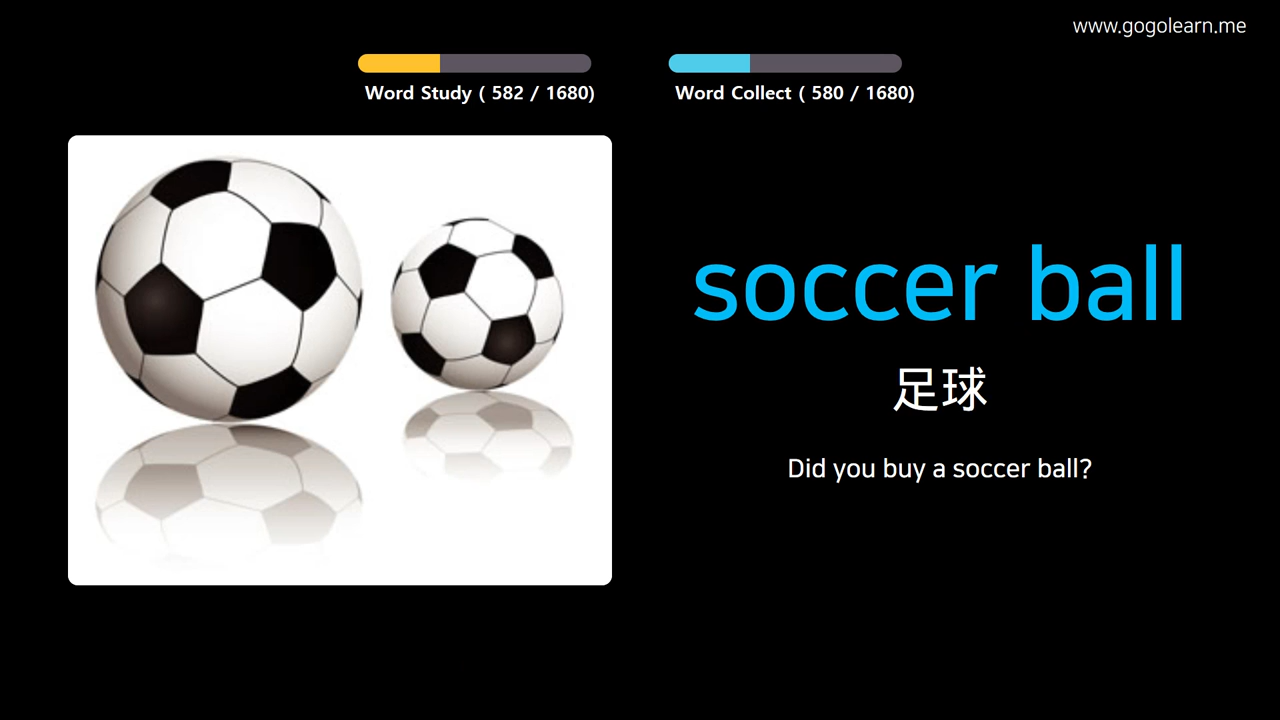 www.gogolearn.me
Word Study ( 582 / 1680)
Word Collect ( 580 / 1680)
soccer ball
足球
Did you buy a soccer ball?